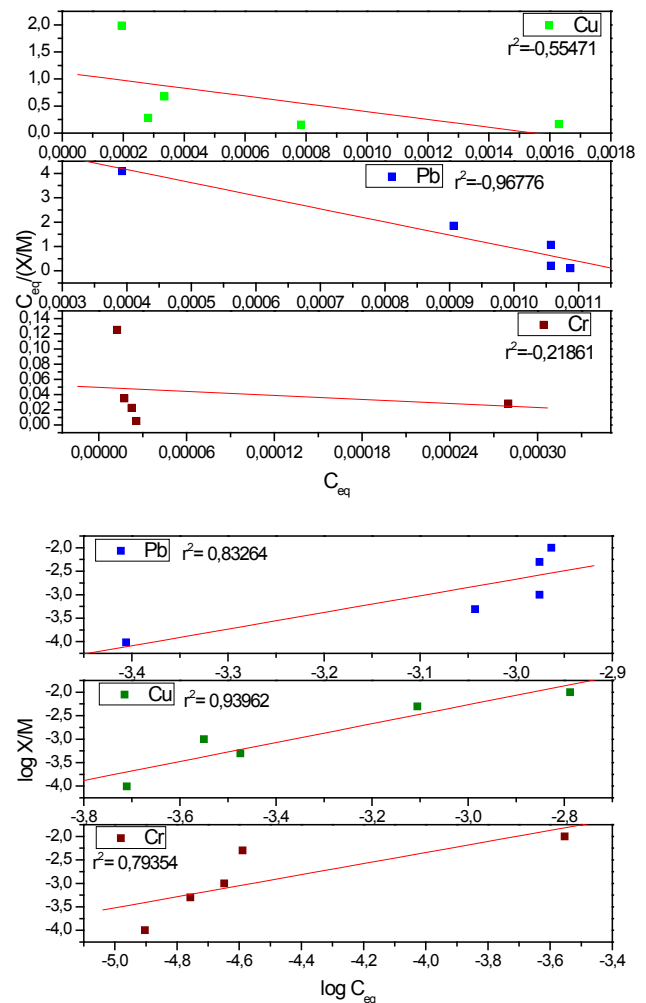 Cu
r²=-0,55471
2,0
1,5
1,0
0,5
0,0
0,0000 0,0002 0,0004 0,0006 0,0008 0,0010 0,0012 0,0014 0,0016 0,0018
Pb
r²=-0,96776
4
2
0
0,0003 0,0004 0,0005 0,0006 0,0007 0,0008 0,0009 0,0010 0,0011
C_eq/(X/M)
Cr
r²=-0,21861
0,14
0,12
0,10
0,08
0,06
0,04
0,02
0,00
0,00000 0,00006 0,00012 0,00018 0,00024 0,00030
C_eq
Pb
r²= 0,83264
-2,0
-2,5
-3,0
-3,5
-4,0
-3,4 -3,3 -3,2 -3,1 -3,0 -2,9
Cu
r²= 0,93962
-2,0
-2,5
-3,0
-3,5
-4,0
-3,8 -3,6 -3,4 -3,2 -3,0 -2,8
log X/M
Cr
r²= 0,79354
-2,0
-2,5
-3,0
-3,5
-4,0
-5,0 -4,8 -4,6 -4,4 -4,2 -4,0 -3,8 -3,6 -3,4
log C_eq